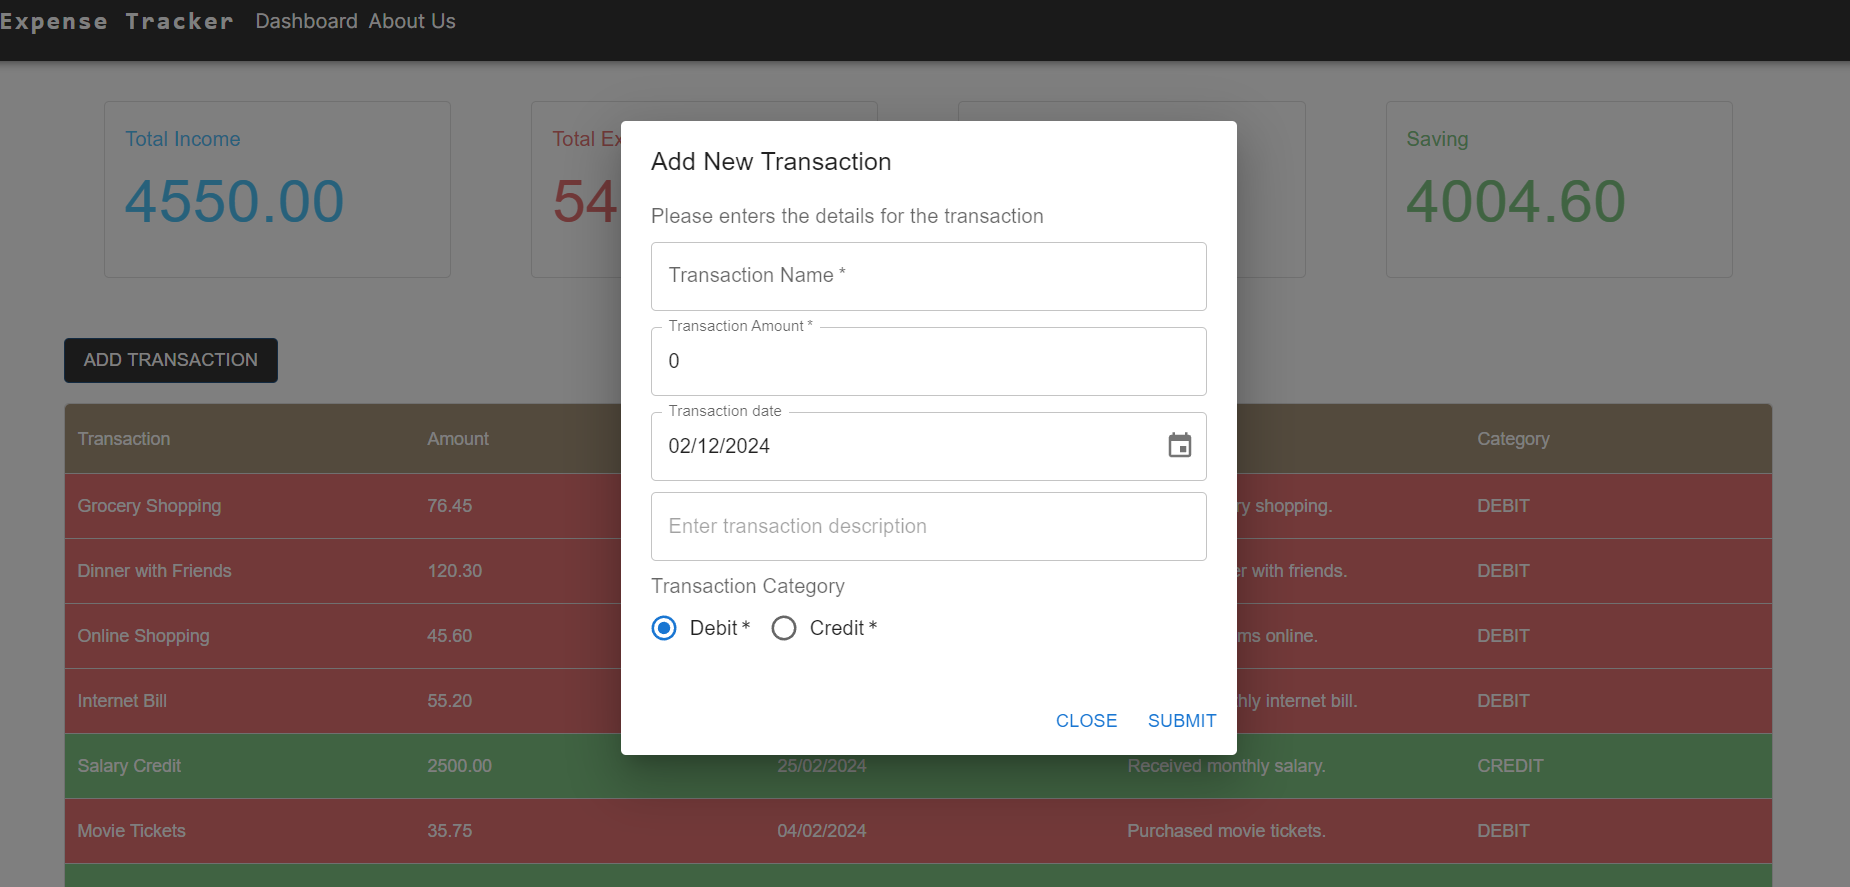 Expense Tracker Dashboard About Us
Total Income
4550.00
Total Ex
54
Saving
4004.60
ADD TRANSACTION
Add New Transaction
Please enters the details for the transaction
Transaction Name *
Transaction Amount *
0
Transaction date
02/12/2024
Enter transaction description
Transaction Category
Debit * Credit *
CLOSE SUBMIT
Transaction Amount Category
Grocery Shopping 76.45 ry shopping. DEBIT
Dinner with Friends 120.30 er with friends. DEBIT
Online Shopping 45.60 ms online. DEBIT
Internet Bill 55.20 hly internet bill. DEBIT
Salary Credit 2500.00 25/02/2024 Received monthly salary. CREDIT
Movie Tickets 35.75 04/02/2024 Purchased movie tickets. DEBIT